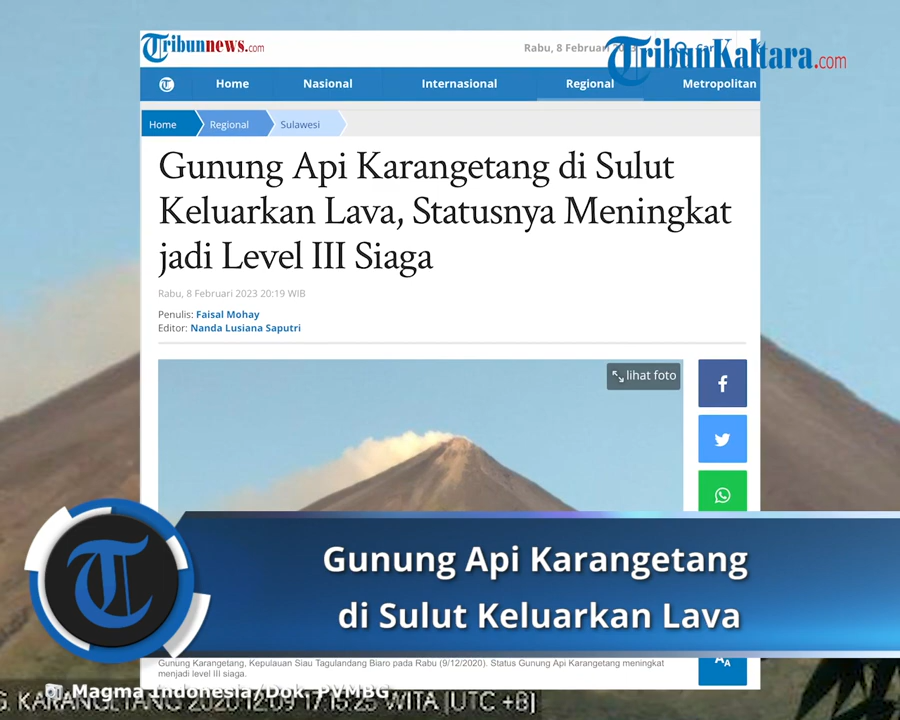 Tribunnews.com
Rabu, 8 Februari
TribunKaltara.com
Home Nasional Internasional Regional Metropolitan
Home Regional Sulawesi
Gunung Api Karangetang di Sulut
Keluarkan Lava, Statusnya Meningkat
jadi Level III Siaga
Rabu, 8 Februari 2023 20:19 WIB
Penulis: Faisal Mohay
Editor: Nanda Lusiana Saputri
lihat foto
Gunung Api Karangetang
di Sulut Keluarkan Lava
Gunung Karangetang, Kepulauan Siau Tagulandang Biaro pada Rabu (9/12/2020). Status Gunung Api Karangetang meningkat
menjadi level III siaga.
AA
Magma Indonesia/Dok. PVMBG
G. KARANGETANG 2020 12 09 17:15:25 WITA [UTC +8]